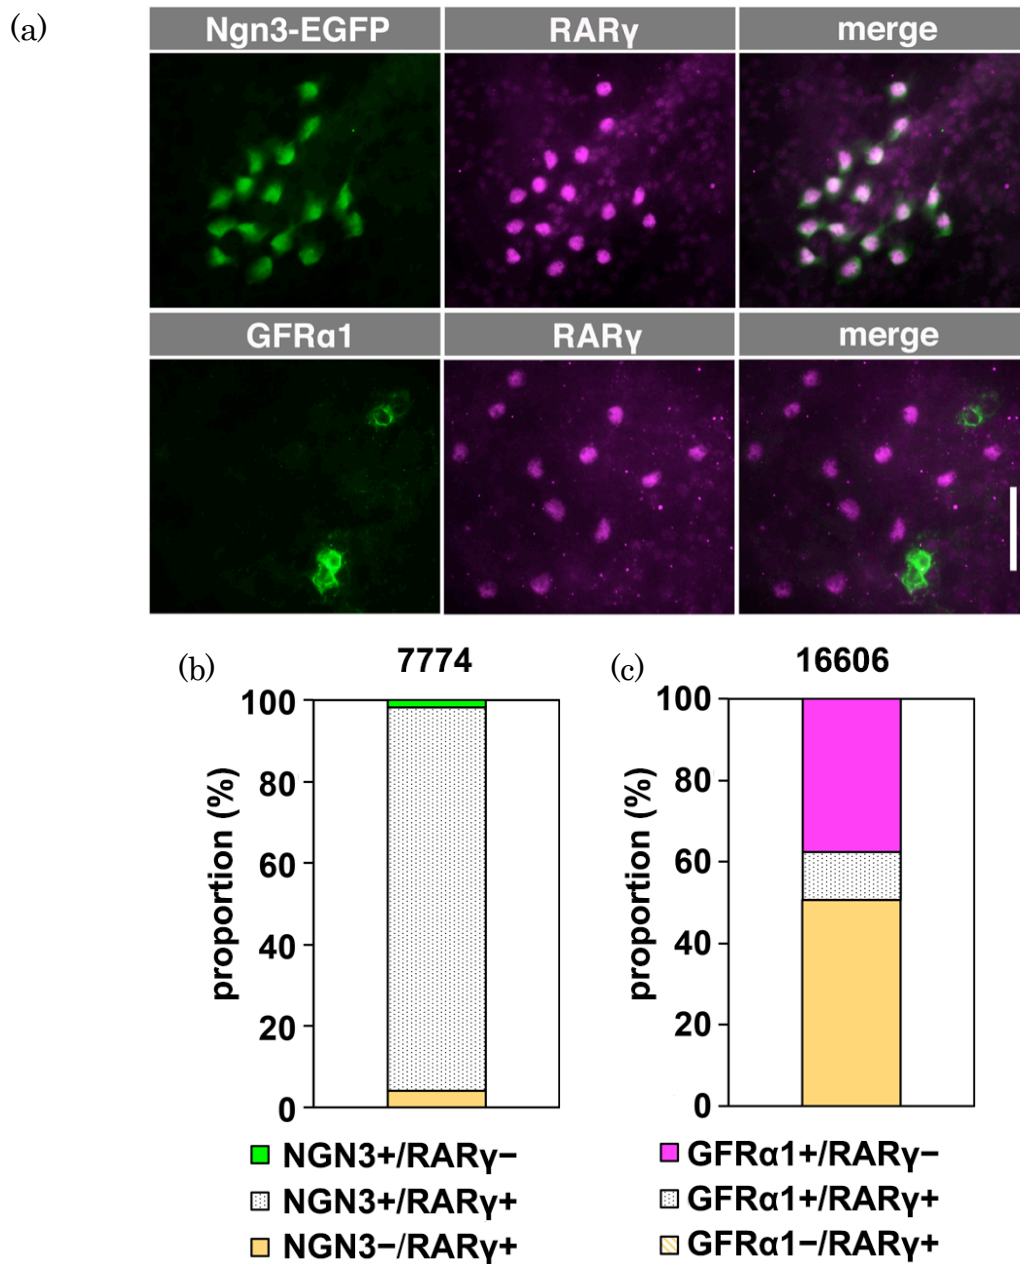 (a)
Ngn3-EGFP RARγ merge
GFRα1 RARγ merge
(b) 7774
100
80
60
40
20
0
proportion (%)
NGN3+/RARγ−
NGN3+/RARγ+
NGN3−/RARγ+
(c) 16606
100
80
60
40
20
0
proportion (%)
GFRα1+/RARγ−
GFRα1+/RARγ+
GFRα1−/RARγ+